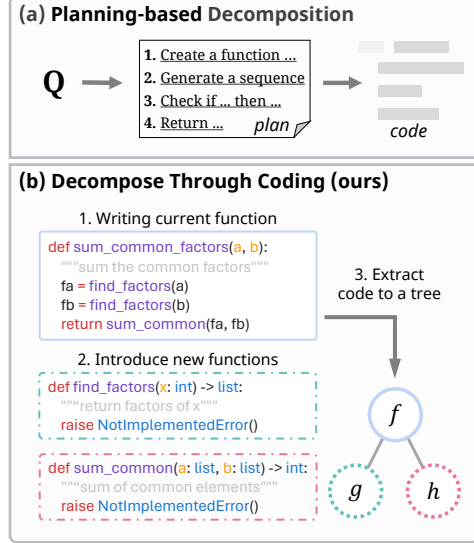 (a) Planning-based Decomposition
Q
1. Create a function ...
2. Generate a sequence
3. Check if ... then ...
4. Return ...
plan
code
(b) Decompose Through Coding (ours)
1. Writing current function
def sum_common_factors(a, b):
"""sum the common factors"""
fa = find_factors(a)
fb = find_factors(b)
return sum_common(fa, fb)
2. Introduce new functions
def find_factors(x: int) -> list:
"""return factors of x"""
raise NotImplementedError()
def sum_common(a: list, b: list) -> int:
"""sum of common elements"""
raise NotImplementedError()
3. Extract
code to a tree
f
g
h